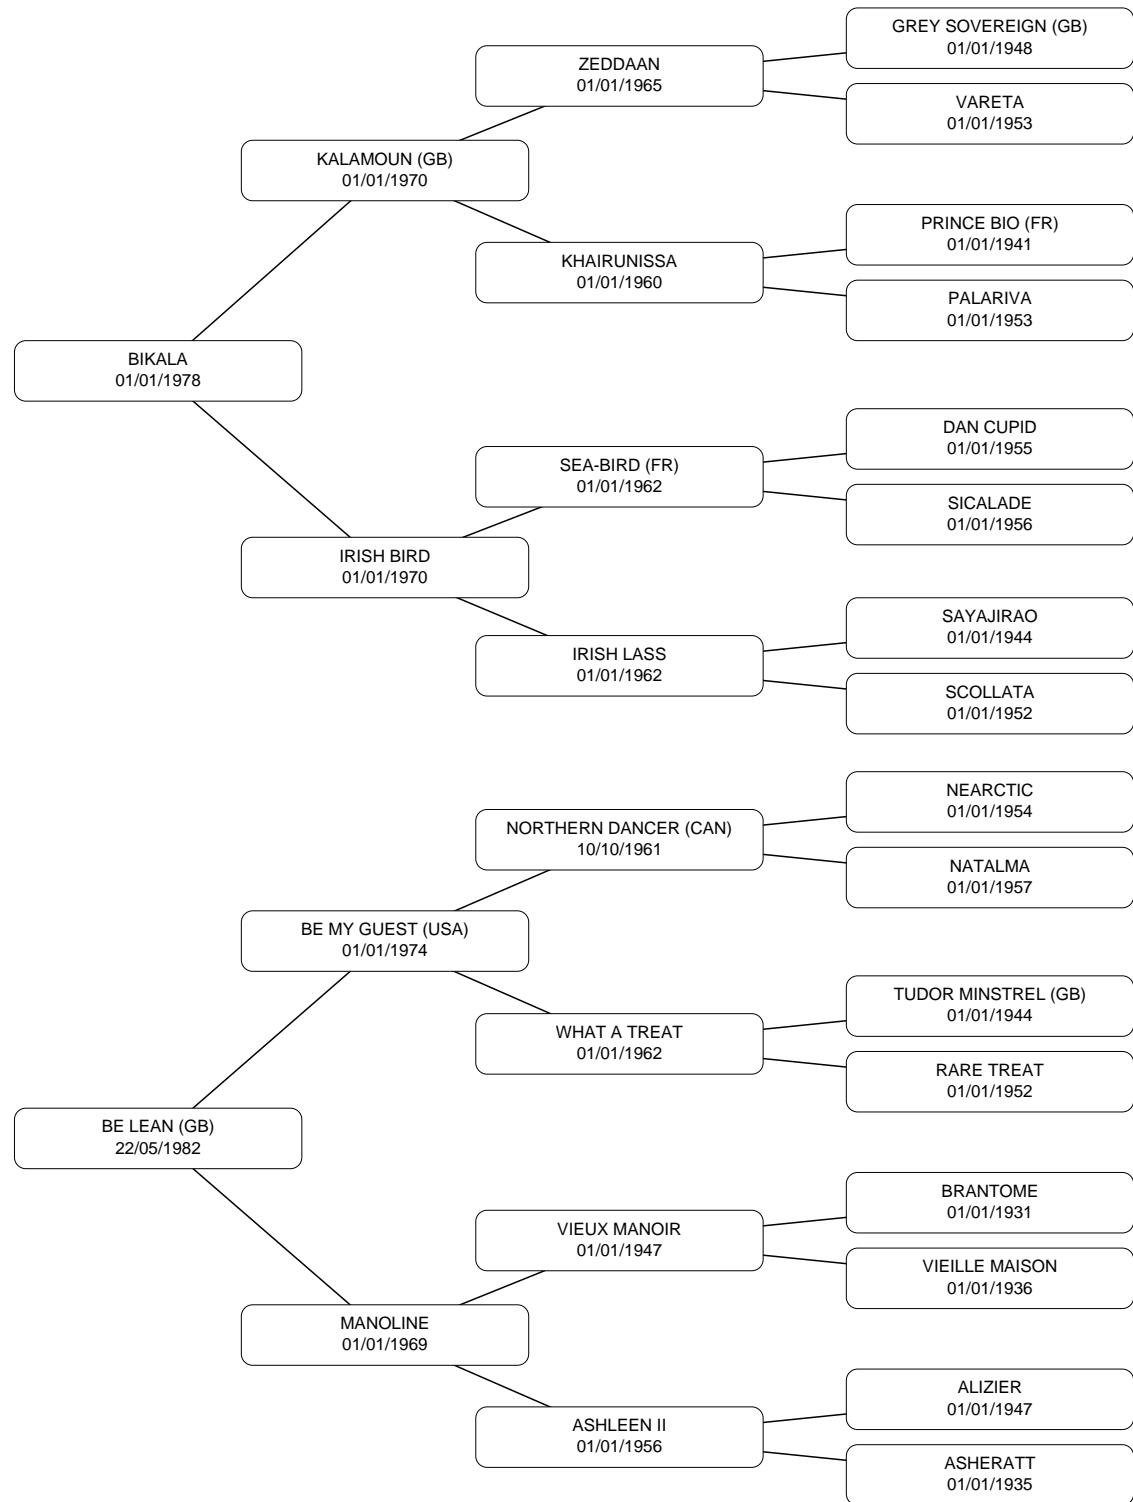 GREY SOVEREIGN (GB)
01/01/1948
ZEDDAAN
01/01/1965
VARETA
01/01/1953
KALAMOUN (GB)
01/01/1970
PRINCE BIO (FR)
01/01/1941
KHAIRUNISSA
01/01/1960
PALARIVA
01/01/1953
BIKALA
01/01/1978
DAN CUPID
01/01/1955
SEA-BIRD (FR)
01/01/1962
SICALADE
01/01/1956
IRISH BIRD
01/01/1970
SAYAJIRAO
01/01/1944
IRISH LASS
01/01/1962
SCOLLATA
01/01/1952
NEARCTIC
01/01/1954
NORTHERN DANCER (CAN)
10/10/1961
NATALMA
01/01/1957
BE MY GUEST (USA)
01/01/1974
TUDOR MINSTREL (GB)
01/01/1944
WHAT A TREAT
01/01/1962
RARE TREAT
01/01/1952
BE LEAN (GB)
22/05/1982
BRANTOME
01/01/1931
VIEUX MANOIR
01/01/1947
VIEILLE MAISON
01/01/1936
MANOLINE
01/01/1969
ALIZIER
01/01/1947
ASHLEEN II
01/01/1956
ASHERATT
01/01/1935